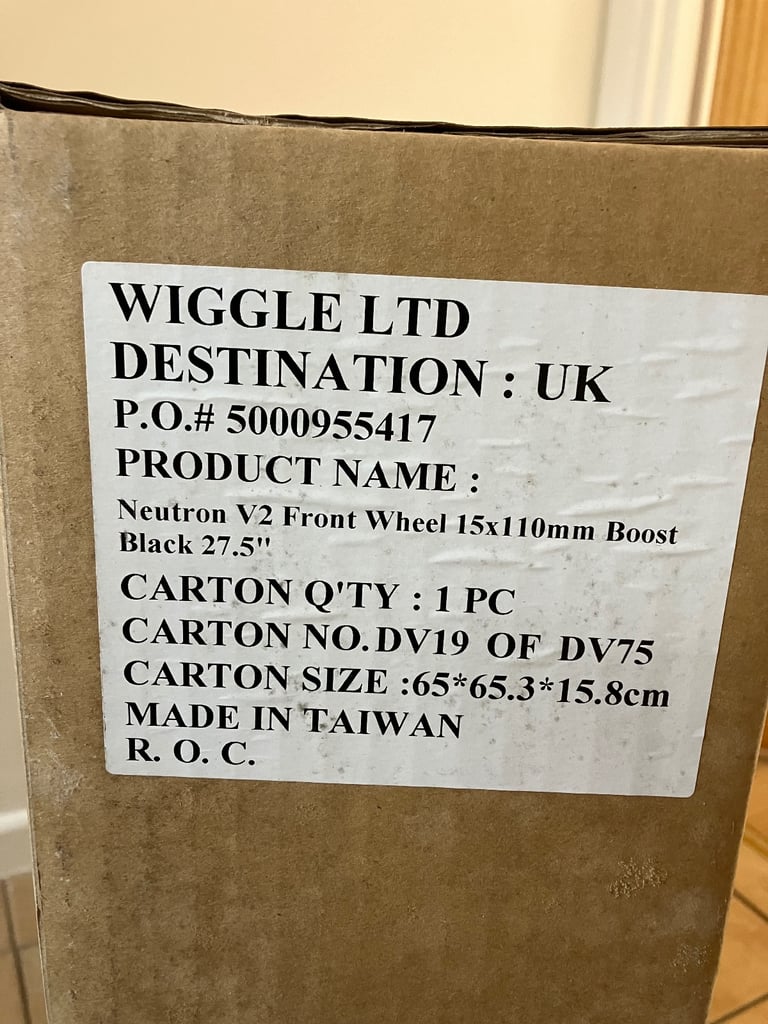 WIGGLE LTD
DESTINATION : UK
P.O.# 5000955417
PRODUCT NAME :
Neutron V2 Front Wheel 15x110mm Boost
Black 27.5"
CARTON Q'TY : 1 PC
CARTON NO.DV19 OF DV75
CARTON SIZE :65*65.3*15.8cm
MADE IN TAIWAN
R. O. C.